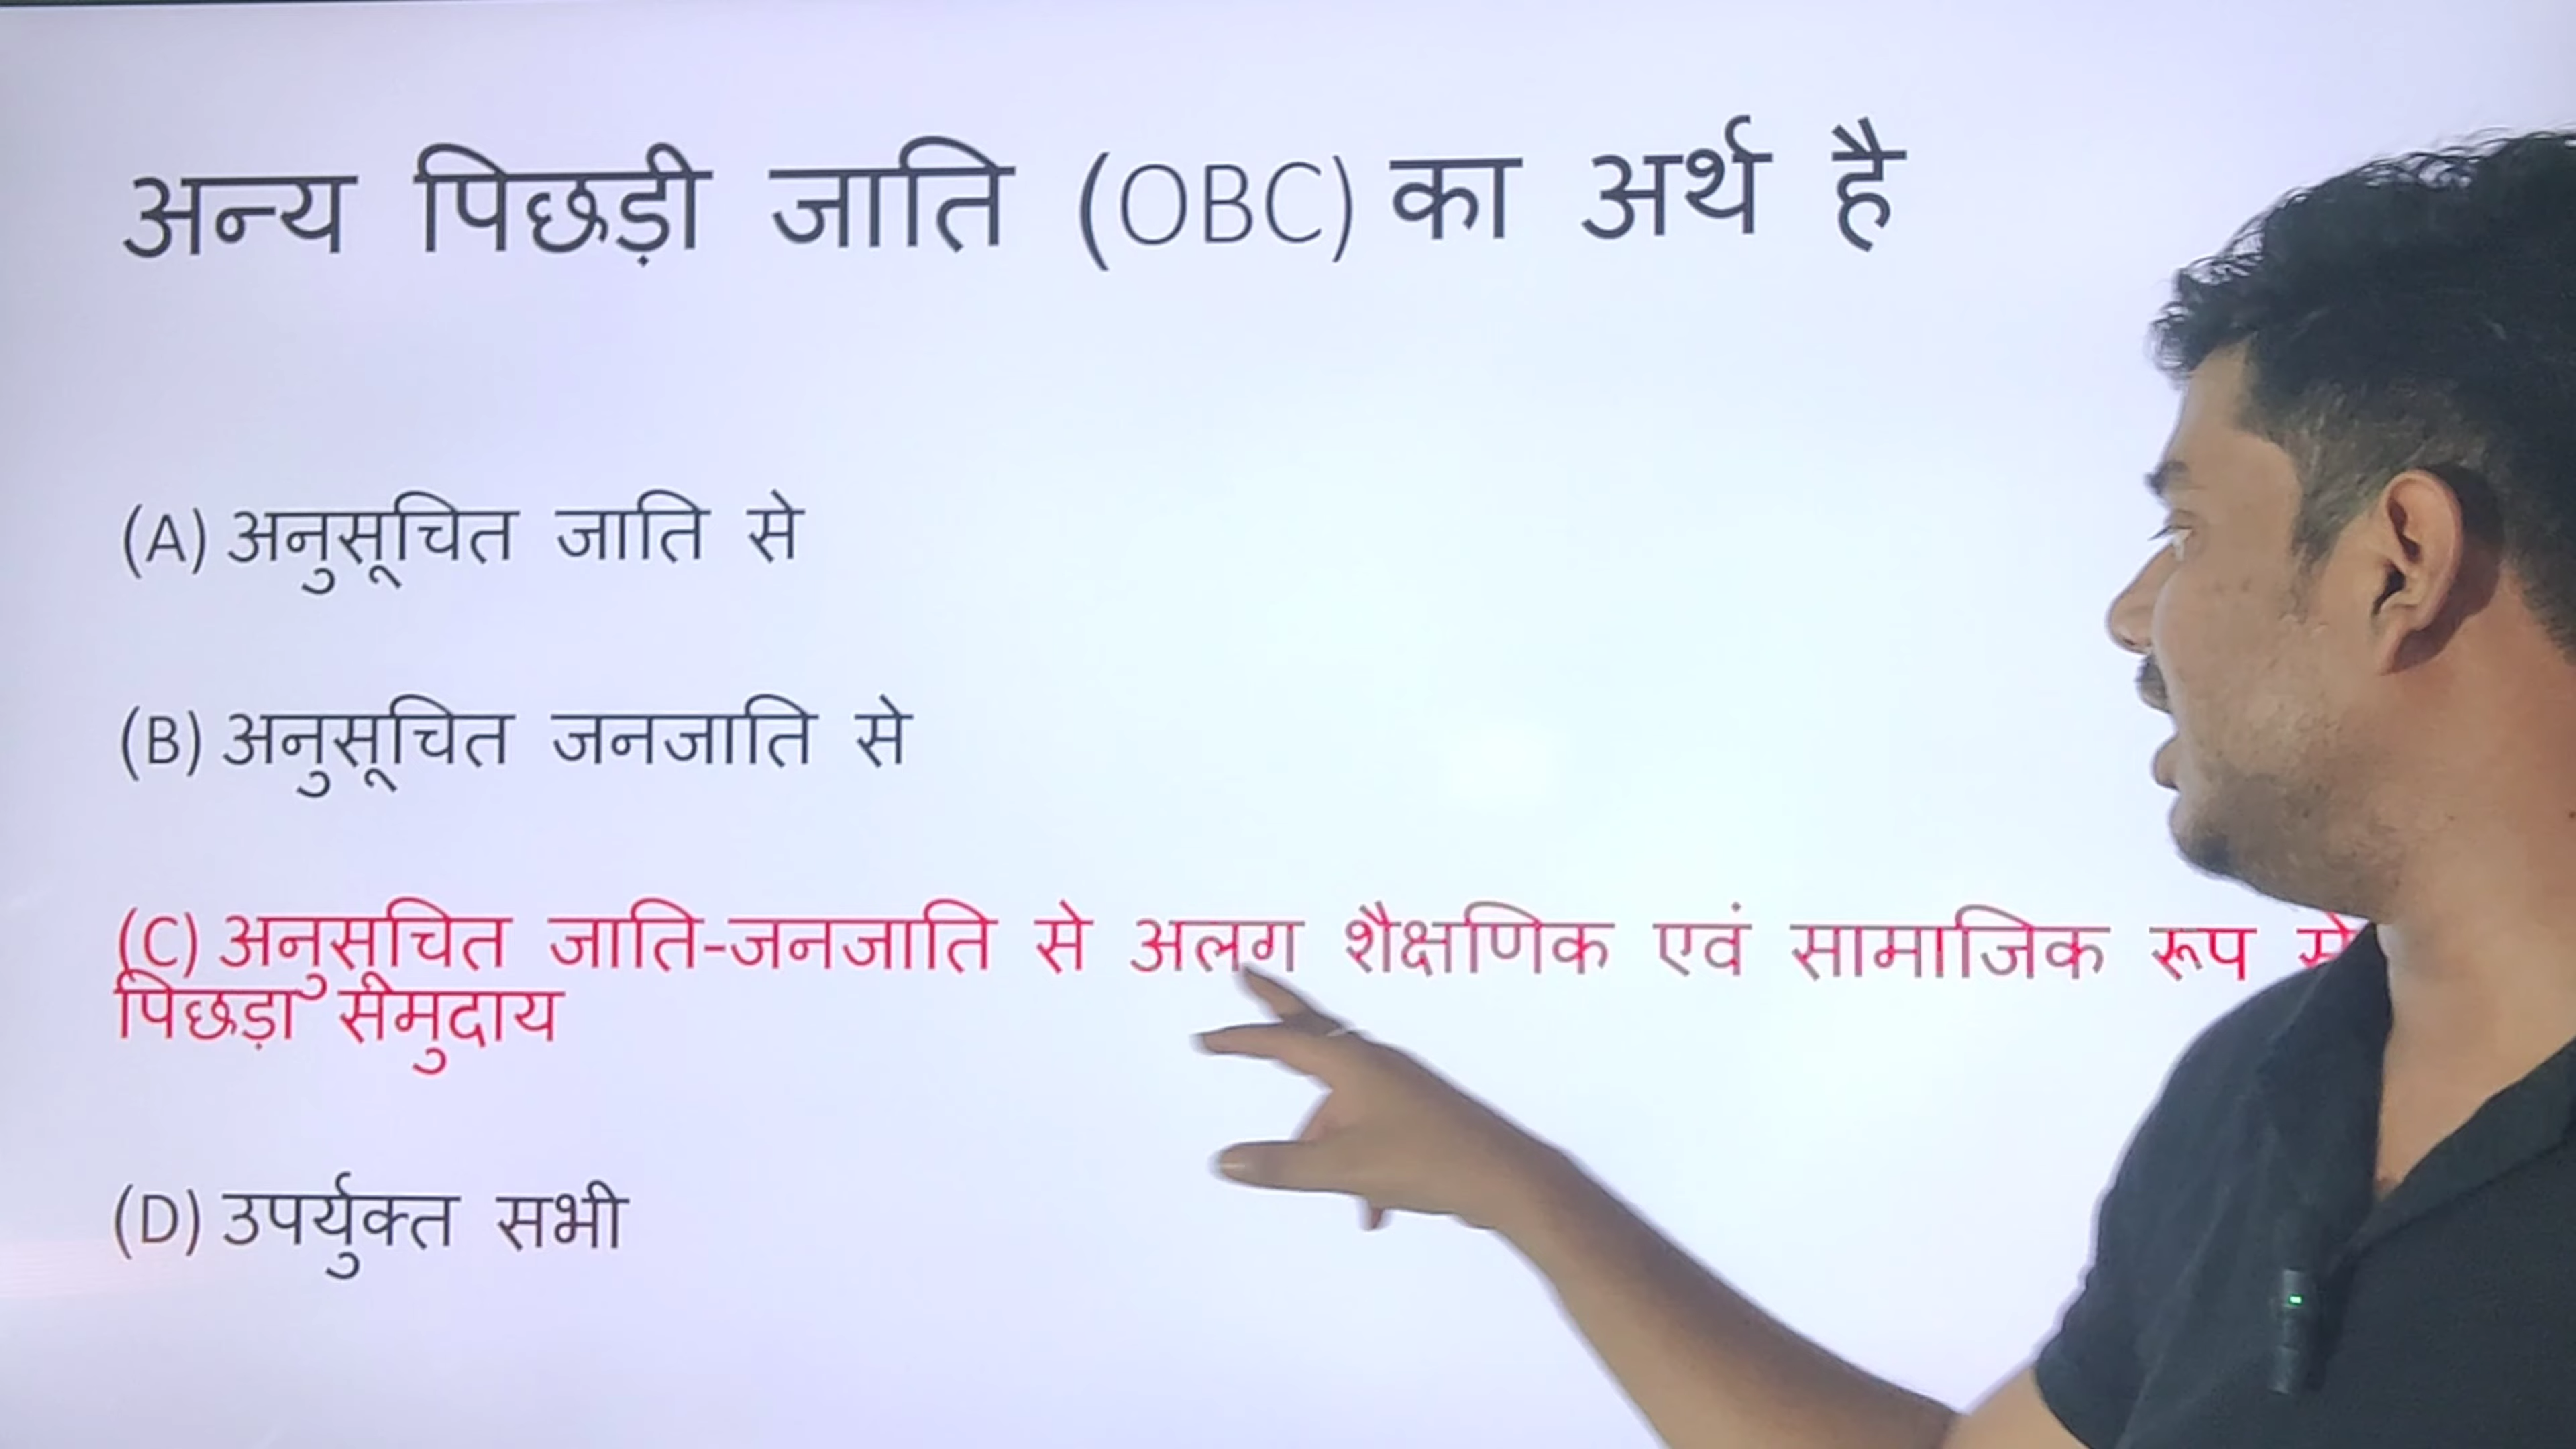 अन्य पिछड़ी जाति (OBC) का अर्थ है
(A) अनुसूचित जाति से
(B) अनुसूचित जनजाति से
(C) अनुसूचित जाति-जनजाति से अलग शैक्षणिक एवं सामाजिक रूप से
पिछड़ा समुदाय
(D) उपर्युक्त सभी